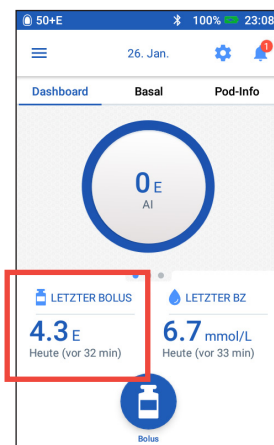 50+E 100% 23:08
26. Jan. 1
Dashboard Basal Pod-Info
0 E
AI
LETZTER BOLUS LETZTER BZ
4.3 E 6.7 mmol/L
Heute (vor 32 min) Heute (vor 33 min)
Bolus